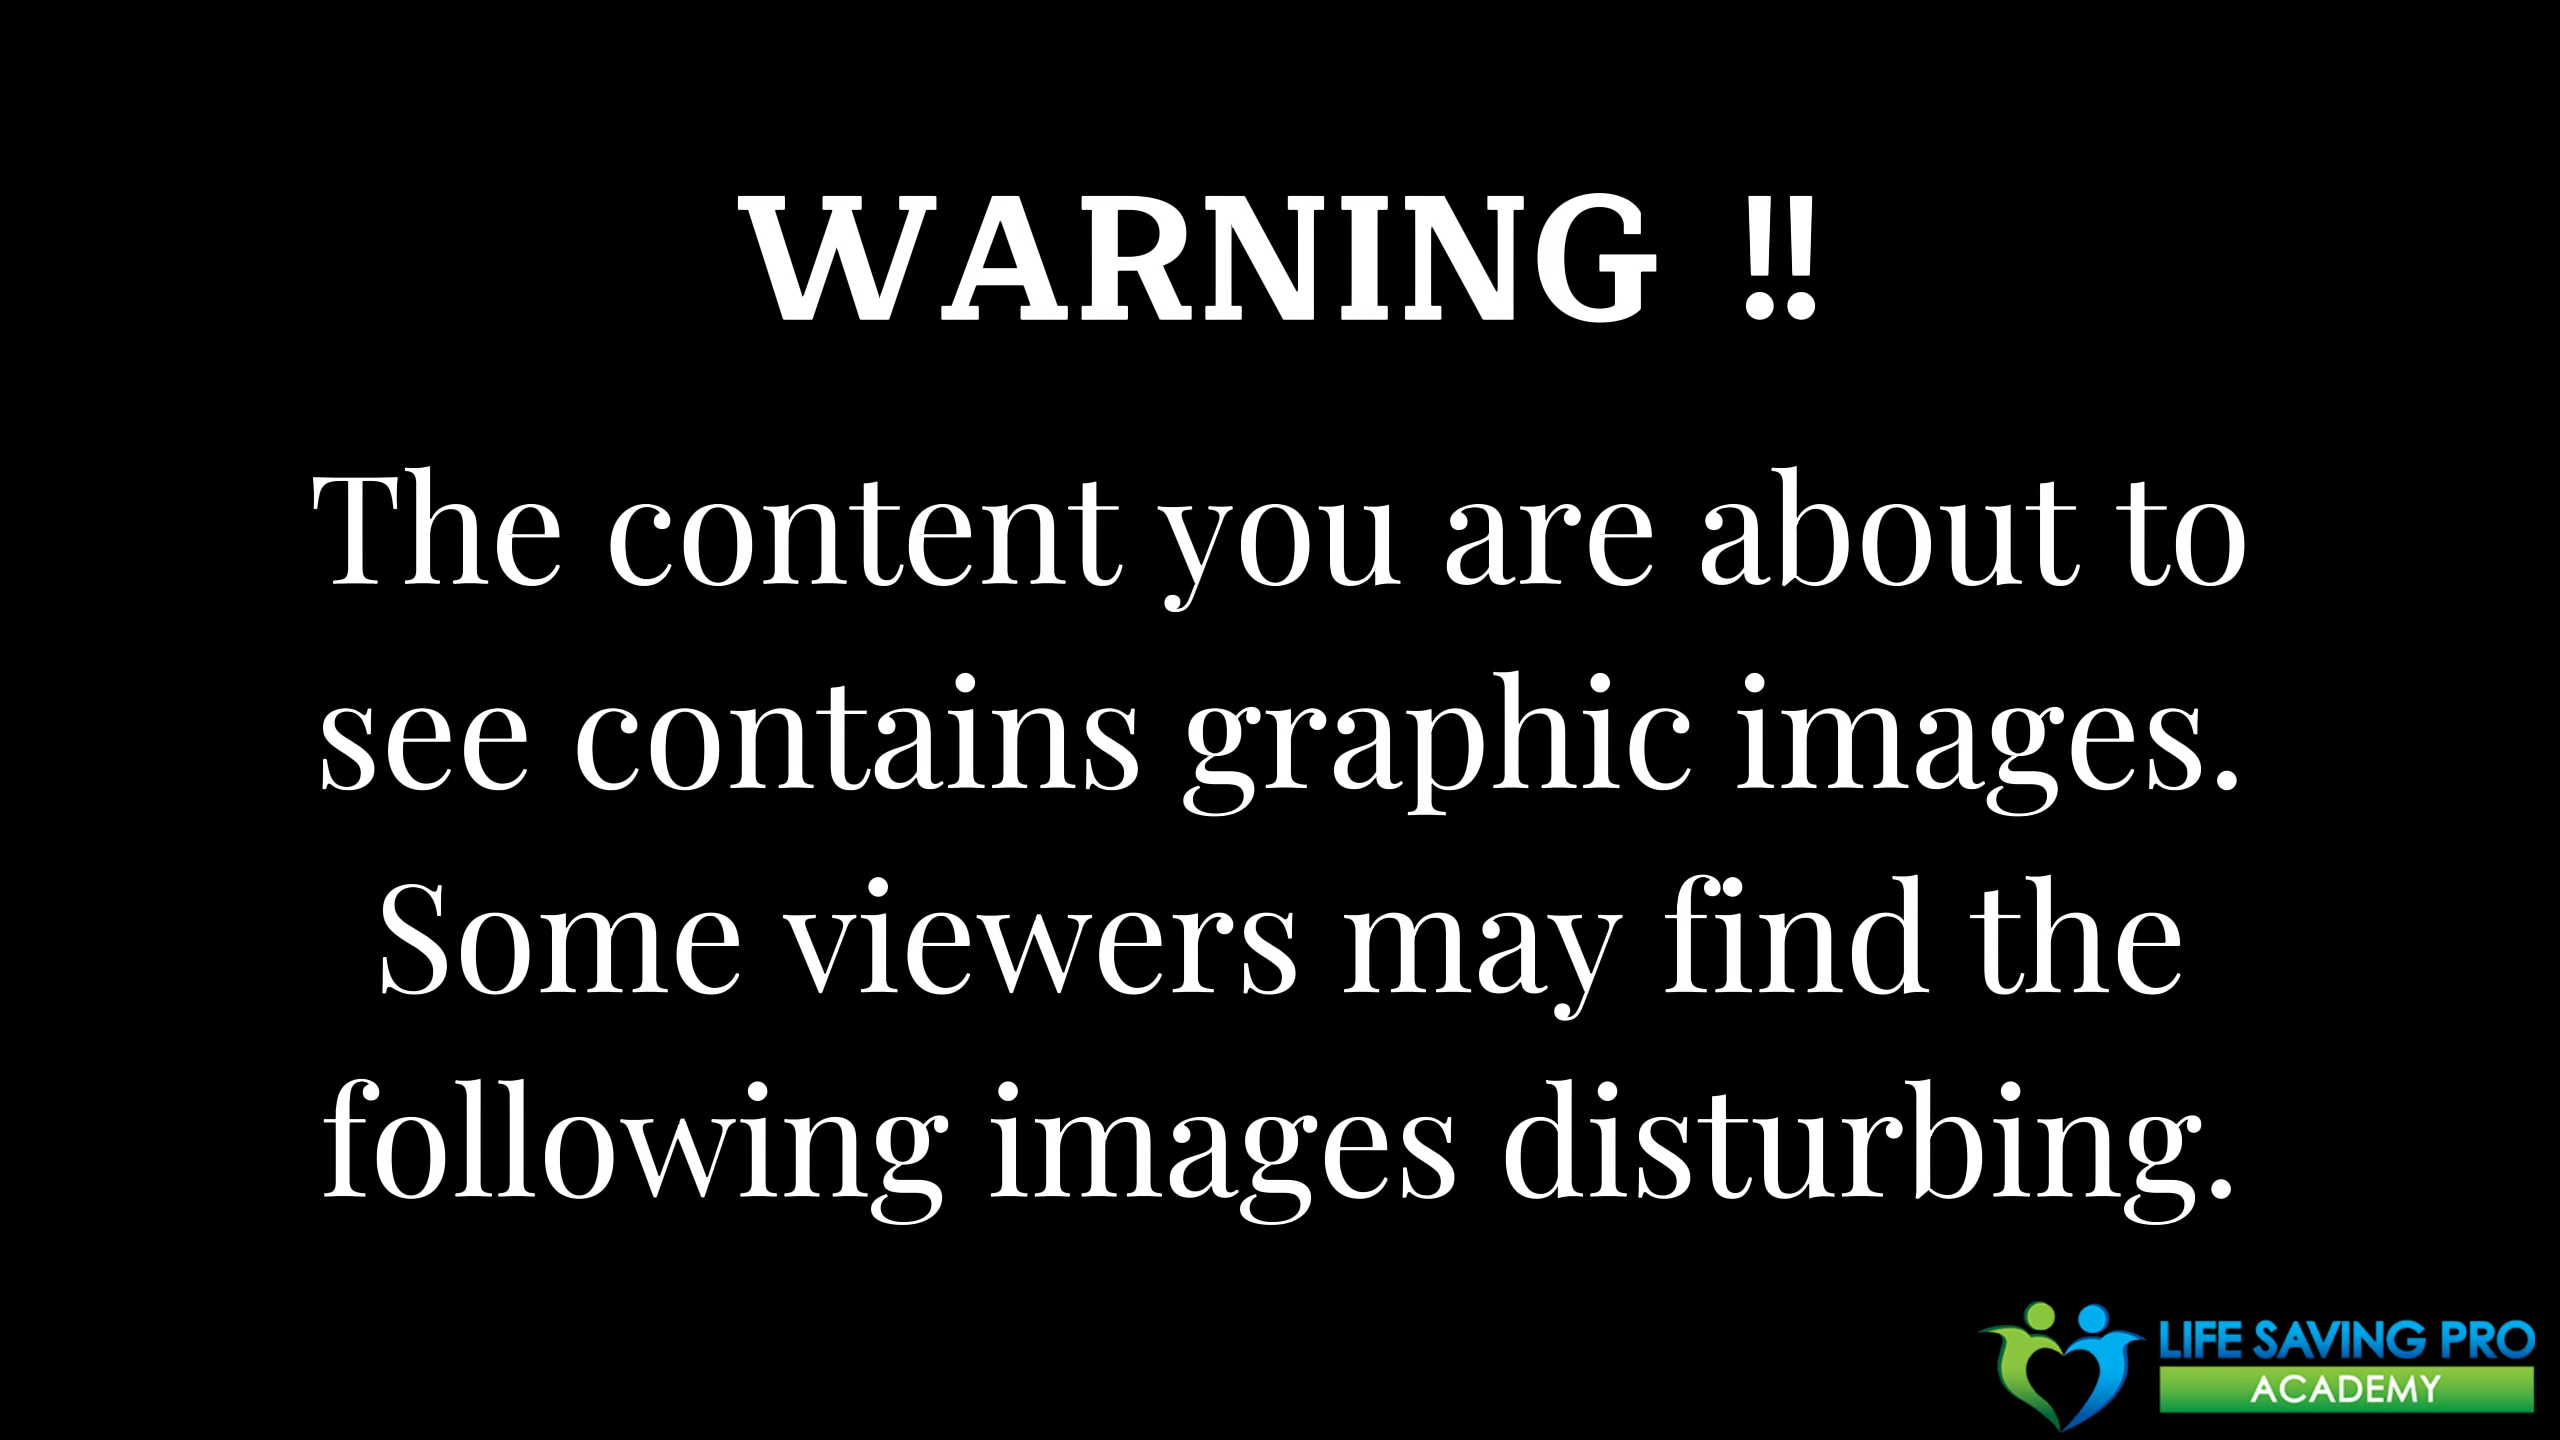 WARNING !!
The content you are about to
see contains graphic images.
Some viewers may find the
following images disturbing.
LIFE SAVING PRO
ACADEMY